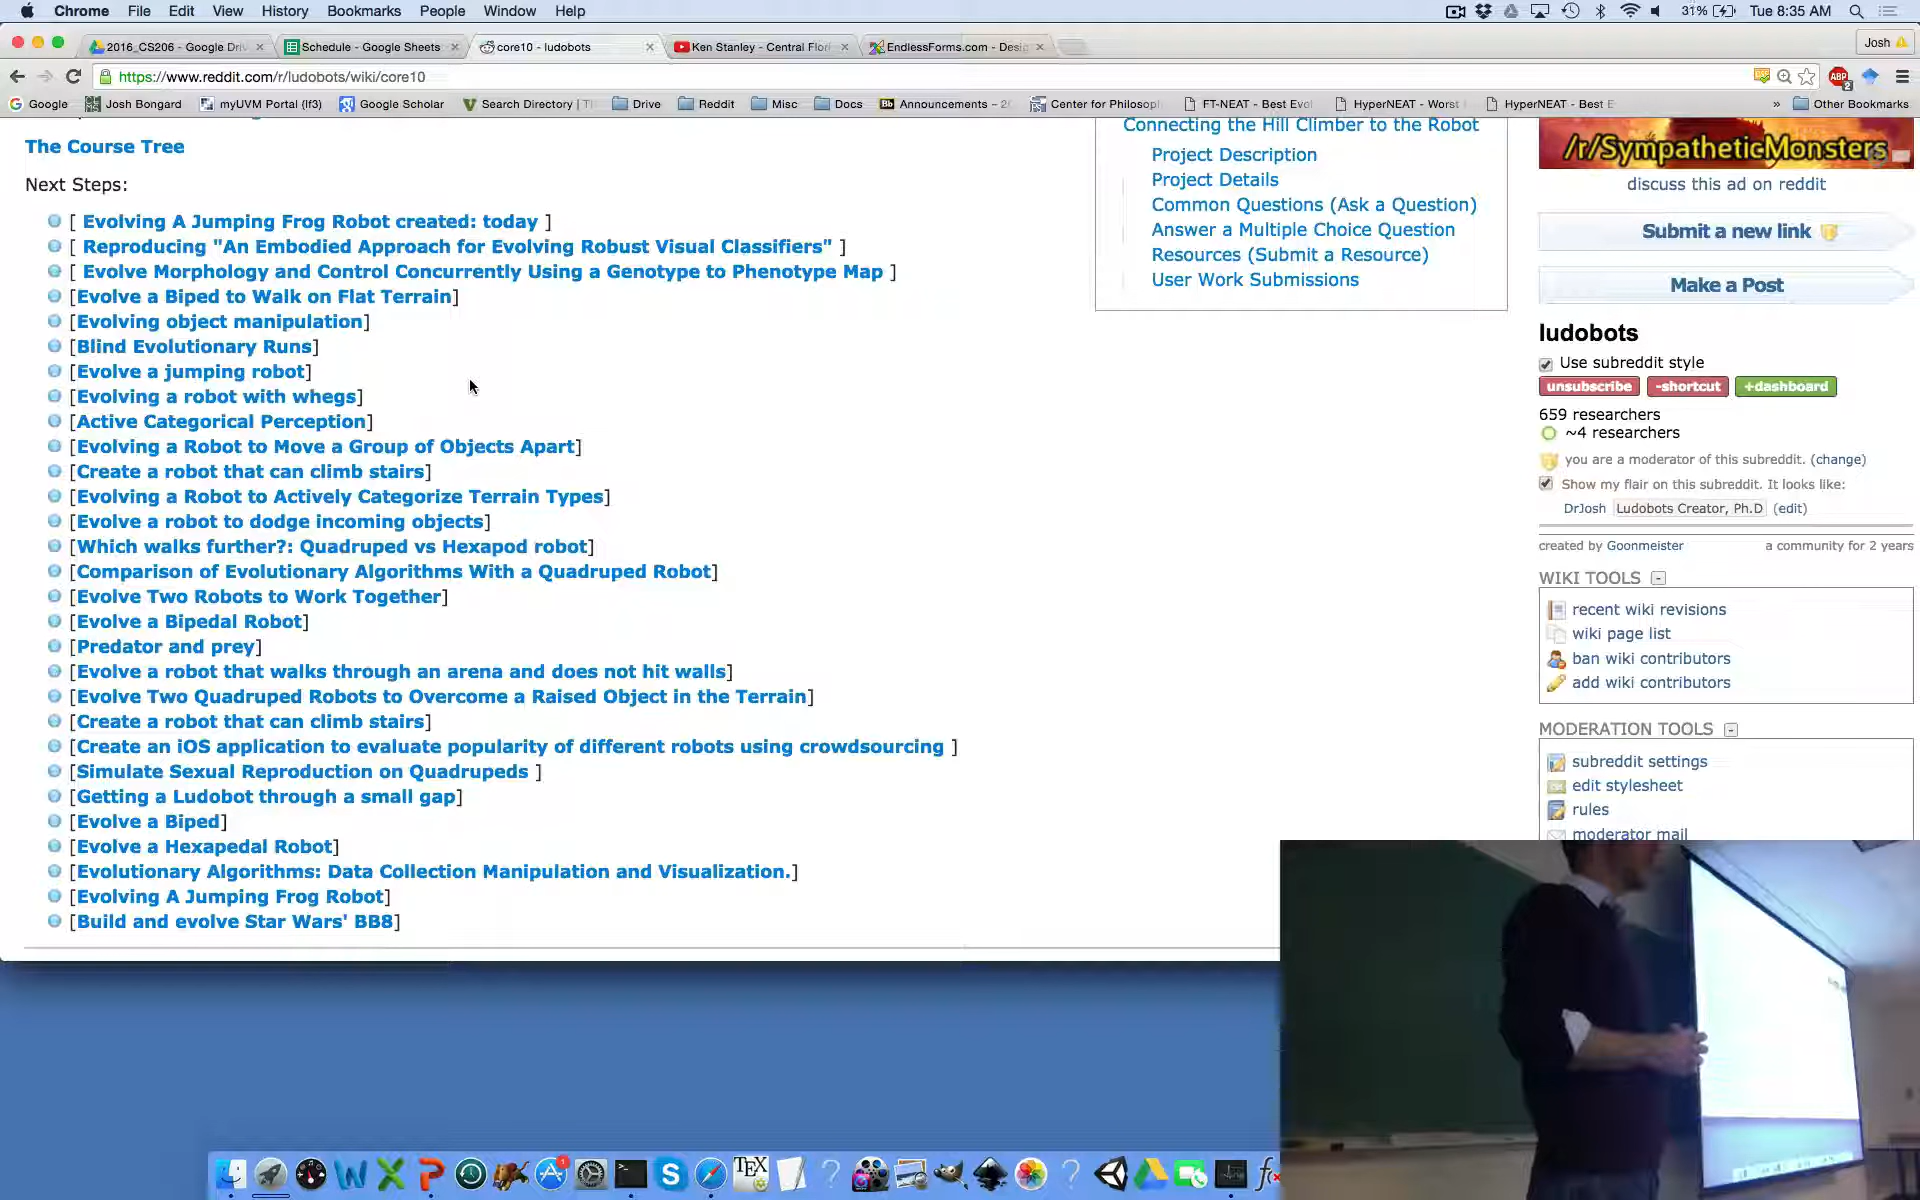 Chrome File Edit View History Bookmarks People Window Help
31% Tue 8:35 AM
2016_CS206 - Google Dri
Schedule - Google Sheets
core10 - ludobots
Ken Stanley - Central Flor
EndlessForms.com - Desi
Josh
https://www.reddit.com/r/ludobots/wiki/core10
ABP
2
Google
Josh Bongard
myUVM Portal (lf3)
Google Scholar
Search Directory | T
Drive
Reddit
Misc
Docs
Announcements – 2
Center for Philosop
FT-NEAT - Best Evol
HyperNEAT - Worst
HyperNEAT - Best E
» Other Bookmarks
The Course Tree
Next Steps:
[ Evolving A Jumping Frog Robot created: today ]
[ Reproducing "An Embodied Approach for Evolving Robust Visual Classifiers" ]
[ Evolve Morphology and Control Concurrently Using a Genotype to Phenotype Map ]
[Evolve a Biped to Walk on Flat Terrain]
[Evolving object manipulation]
[Blind Evolutionary Runs]
[Evolve a jumping robot]
[Evolving a robot with whegs]
[Active Categorical Perception]
[Evolving a Robot to Move a Group of Objects Apart]
[Create a robot that can climb stairs]
[Evolving a Robot to Actively Categorize Terrain Types]
[Evolve a robot to dodge incoming objects]
[Which walks further?: Quadruped vs Hexapod robot]
[Comparison of Evolutionary Algorithms With a Quadruped Robot]
[Evolve Two Robots to Work Together]
[Evolve a Bipedal Robot]
[Predator and prey]
[Evolve a robot that walks through an arena and does not hit walls]
[Evolve Two Quadruped Robots to Overcome a Raised Object in the Terrain]
[Create a robot that can climb stairs]
[Create an iOS application to evaluate popularity of different robots using crowdsourcing ]
[Simulate Sexual Reproduction on Quadrupeds ]
[Getting a Ludobot through a small gap]
[Evolve a Biped]
[Evolve a Hexapedal Robot]
[Evolutionary Algorithms: Data Collection Manipulation and Visualization.]
[Evolving A Jumping Frog Robot]
[Build and evolve Star Wars' BB8]
Connecting the Hill Climber to the Robot
Project Description
Project Details
Common Questions (Ask a Question)
Answer a Multiple Choice Question
Resources (Submit a Resource)
User Work Submissions
/r/SympatheticMonsters
discuss this ad on reddit
Submit a new link
Make a Post
ludobots
Use subreddit style
unsubscribe -shortcut +dashboard
659 researchers
~4 researchers
you are a moderator of this subreddit. (change)
Show my flair on this subreddit. It looks like:
DrJosh Ludobots Creator, Ph.D (edit)
created by Goonmeister a community for 2 years
WIKI TOOLS
recent wiki revisions
wiki page list
ban wiki contributors
add wiki contributors
MODERATION TOOLS
subreddit settings
edit stylesheet
rules
moderator mail
TEX